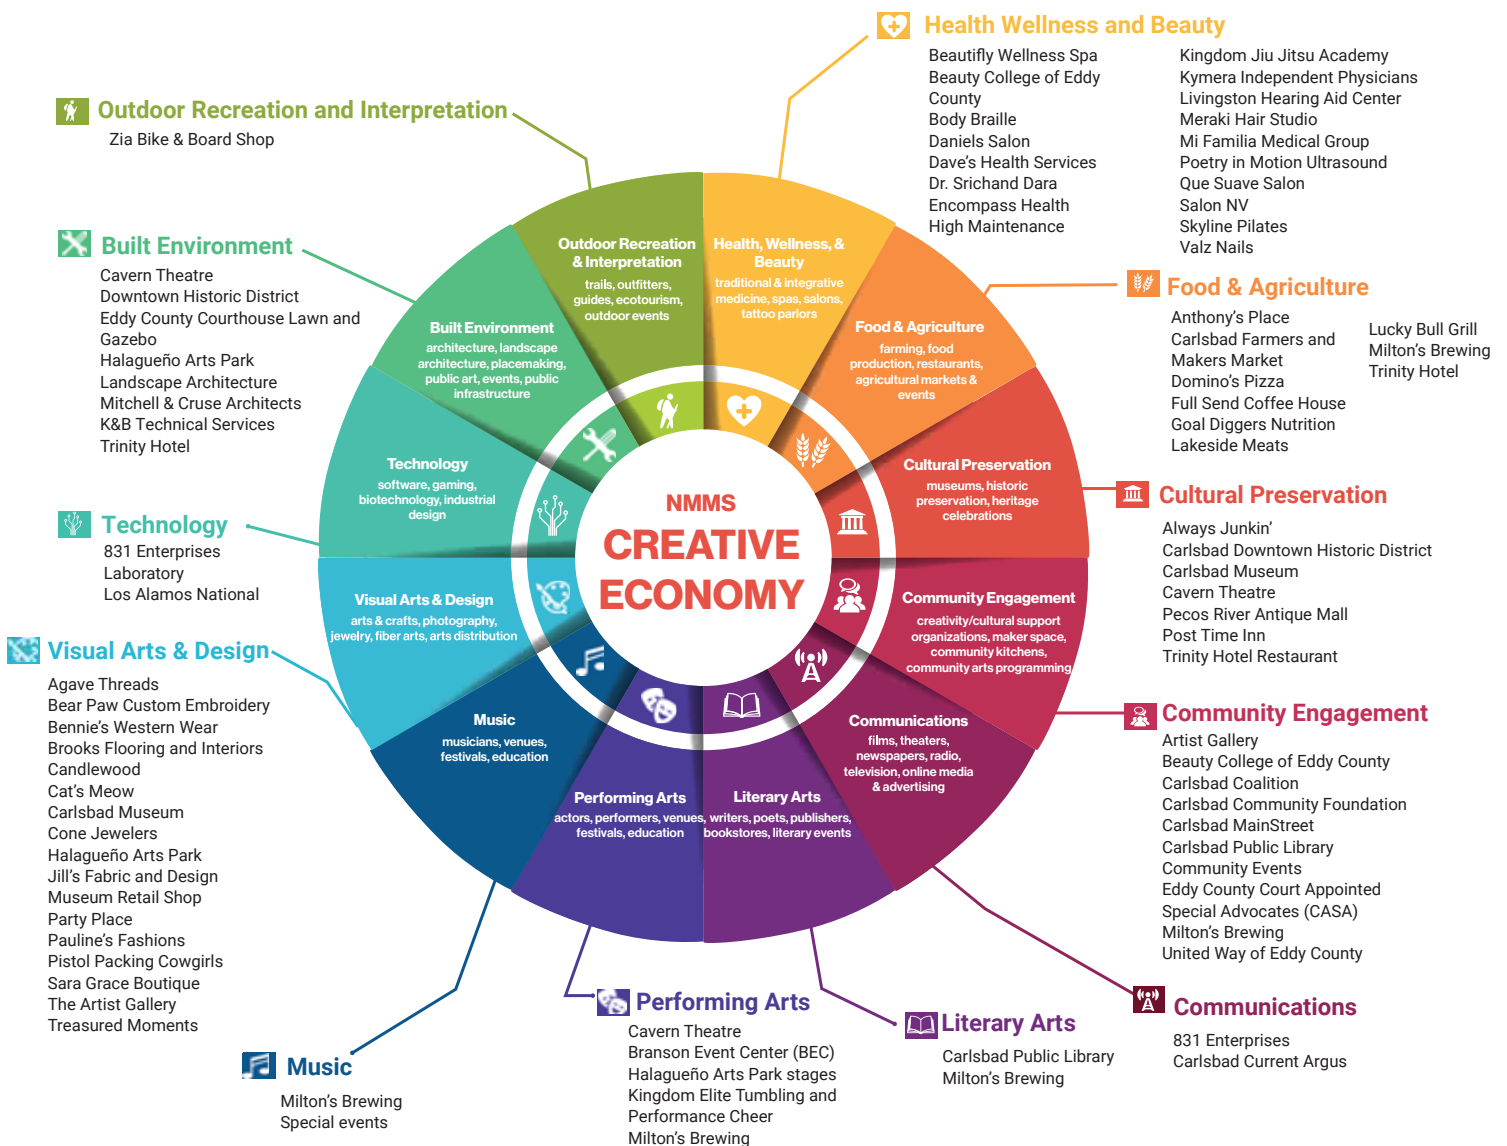 Health Wellness and Beauty
Beautifly Wellness Spa
Beauty College of Eddy
County
Body Braille
Daniels Salon
Dave's Health Services
Dr. Srichand Dara
Encompass Health
High Maintenance
Kingdom Jiu Jitsu Academy
Kymera Independent Physicians
Livingston Hearing Aid Center
Meraki Hair Studio
Mi Familia Medical Group
Poetry in Motion Ultrasound
Que Suave Salon
Salon NV
Skyline Pilates
Valz Nails
Outdoor Recreation and Interpretation
Zia Bike & Board Shop
Built Environment
Cavern Theatre
Downtown Historic District
Eddy County Courthouse Lawn and
Gazebo
Halagueño Arts Park
Landscape Architecture
Mitchell & Cruse Architects
K&B Technical Services
Trinity Hotel
Technology
831 Enterprises
Laboratory
Los Alamos National
Visual Arts & Design
Agave Threads
Bear Paw Custom Embroidery
Bennie's Western Wear
Brooks Flooring and Interiors
Candlewood
Cat's Meow
Carlsbad Museum
Cone Jewelers
Halagueño Arts Park
Jill's Fabric and Design
Museum Retail Shop
Party Place
Pauline's Fashions
Pistol Packing Cowgirls
Sara Grace Boutique
The Artist Gallery
Treasured Moments
Music
Milton's Brewing
Special events
Outdoor Recreation
& Interpretation
trails, outfitters,
guides, ecotourism,
outdoor events
Health, Wellness, &
Beauty
traditional & integrative
medicine, spas, salons,
tattoo parlors
Built Environment
architecture, landscape
architecture, placemaking,
public art, events, public
infrastructure
Food & Agriculture
farming, food
production, restaurants,
agricultural markets &
events
Technology
software, gaming,
biotechnology, industrial
design
Cultural Preservation
museums, historic
preservation, heritage
celebrations
NMMS
CREATIVE
ECONOMY
Visual Arts & Design
arts & crafts, photography,
jewelry, fiber arts, arts distribution
Community Engagement
creativity/cultural support
organizations, maker space,
community kitchens,
community arts programming
Music
musicians, venues,
festivals, education
Communications
films, theaters,
newspapers, radio,
television, online media
& advertising
Performing Arts
actors, performers, venues,
festivals, education
Literary Arts
writers, poets, publishers,
bookstores, literary events
Food & Agriculture
Anthony's Place
Carlsbad Farmers and
Makers Market
Domino's Pizza
Full Send Coffee House
Goal Diggers Nutrition
Lakeside Meats
Lucky Bull Grill
Milton's Brewing
Trinity Hotel
Cultural Preservation
Always Junkin'
Carlsbad Downtown Historic District
Carlsbad Museum
Cavern Theatre
Pecos River Antique Mall
Post Time Inn
Trinity Hotel Restaurant
Community Engagement
Artist Gallery
Beauty College of Eddy County
Carlsbad Coalition
Carlsbad Community Foundation
Carlsbad MainStreet
Carlsbad Public Library
Community Events
Eddy County Court Appointed
Special Advocates (CASA)
Milton's Brewing
United Way of Eddy County
Communications
831 Enterprises
Carlsbad Current Argus
Literary Arts
Carlsbad Public Library
Milton's Brewing
Performing Arts
Cavern Theatre
Branson Event Center (BEC)
Halagueño Arts Park stages
Kingdom Elite Tumbling and
Performance Cheer
Milton's Brewing